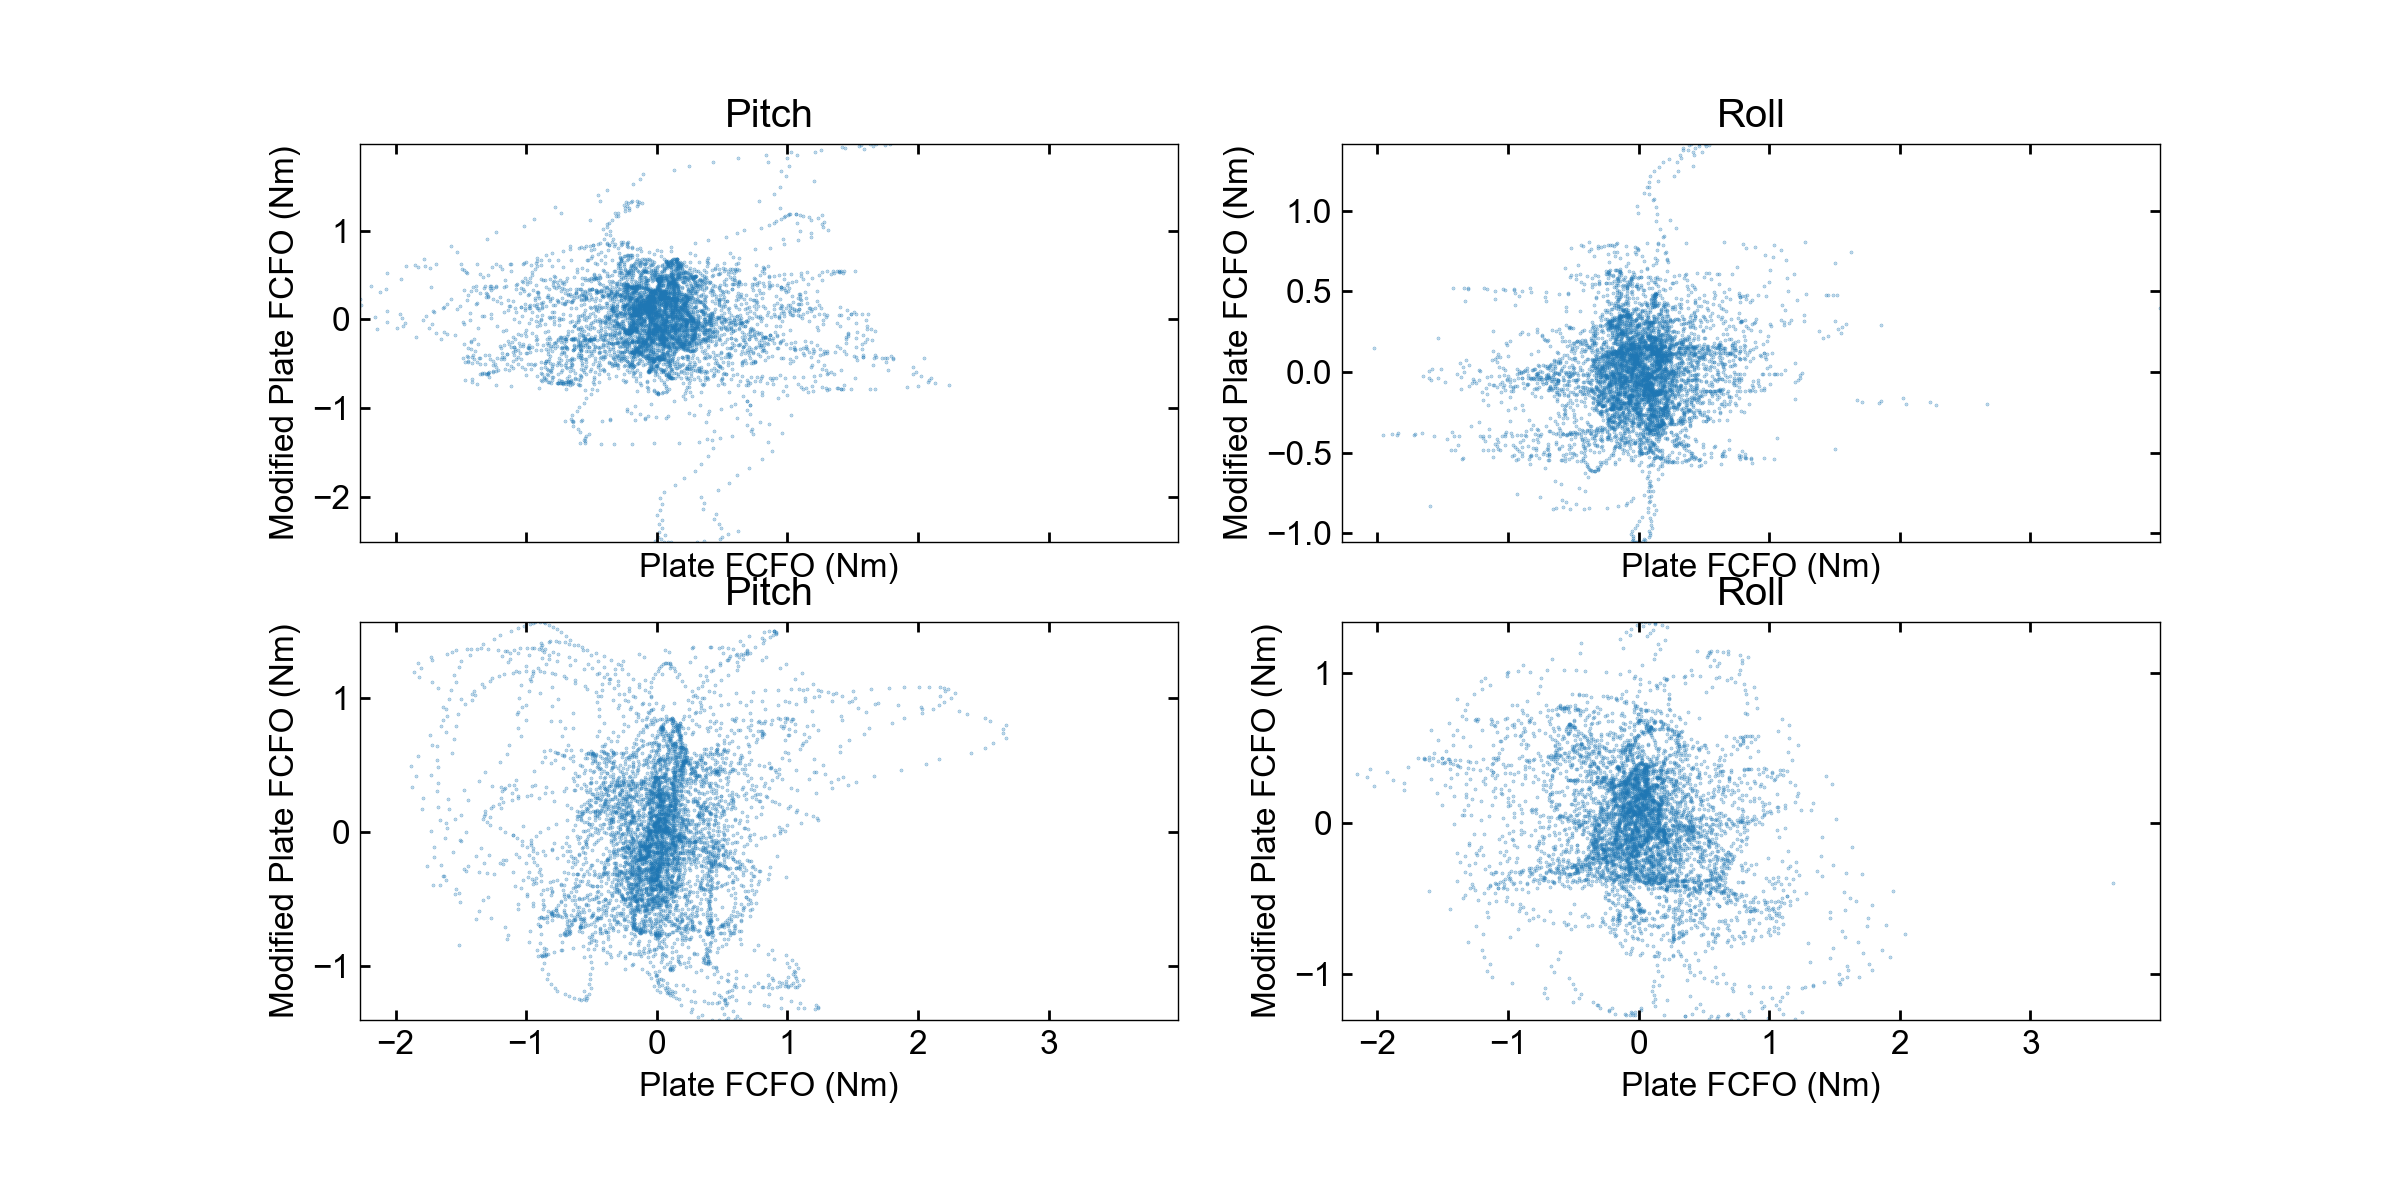 Pitch
Modified Plate FCFO (Nm)
1
0
−1
−2
Plate FCFO (Nm)
Roll
Modified Plate FCFO (Nm)
1.0
0.5
0.0
−0.5
−1.0
Plate FCFO (Nm)
Pitch
Modified Plate FCFO (Nm)
1
0
−1
−2 −1 0 1 2 3
Plate FCFO (Nm)
Roll
Modified Plate FCFO (Nm)
1
0
−1
−2 −1 0 1 2 3
Plate FCFO (Nm)